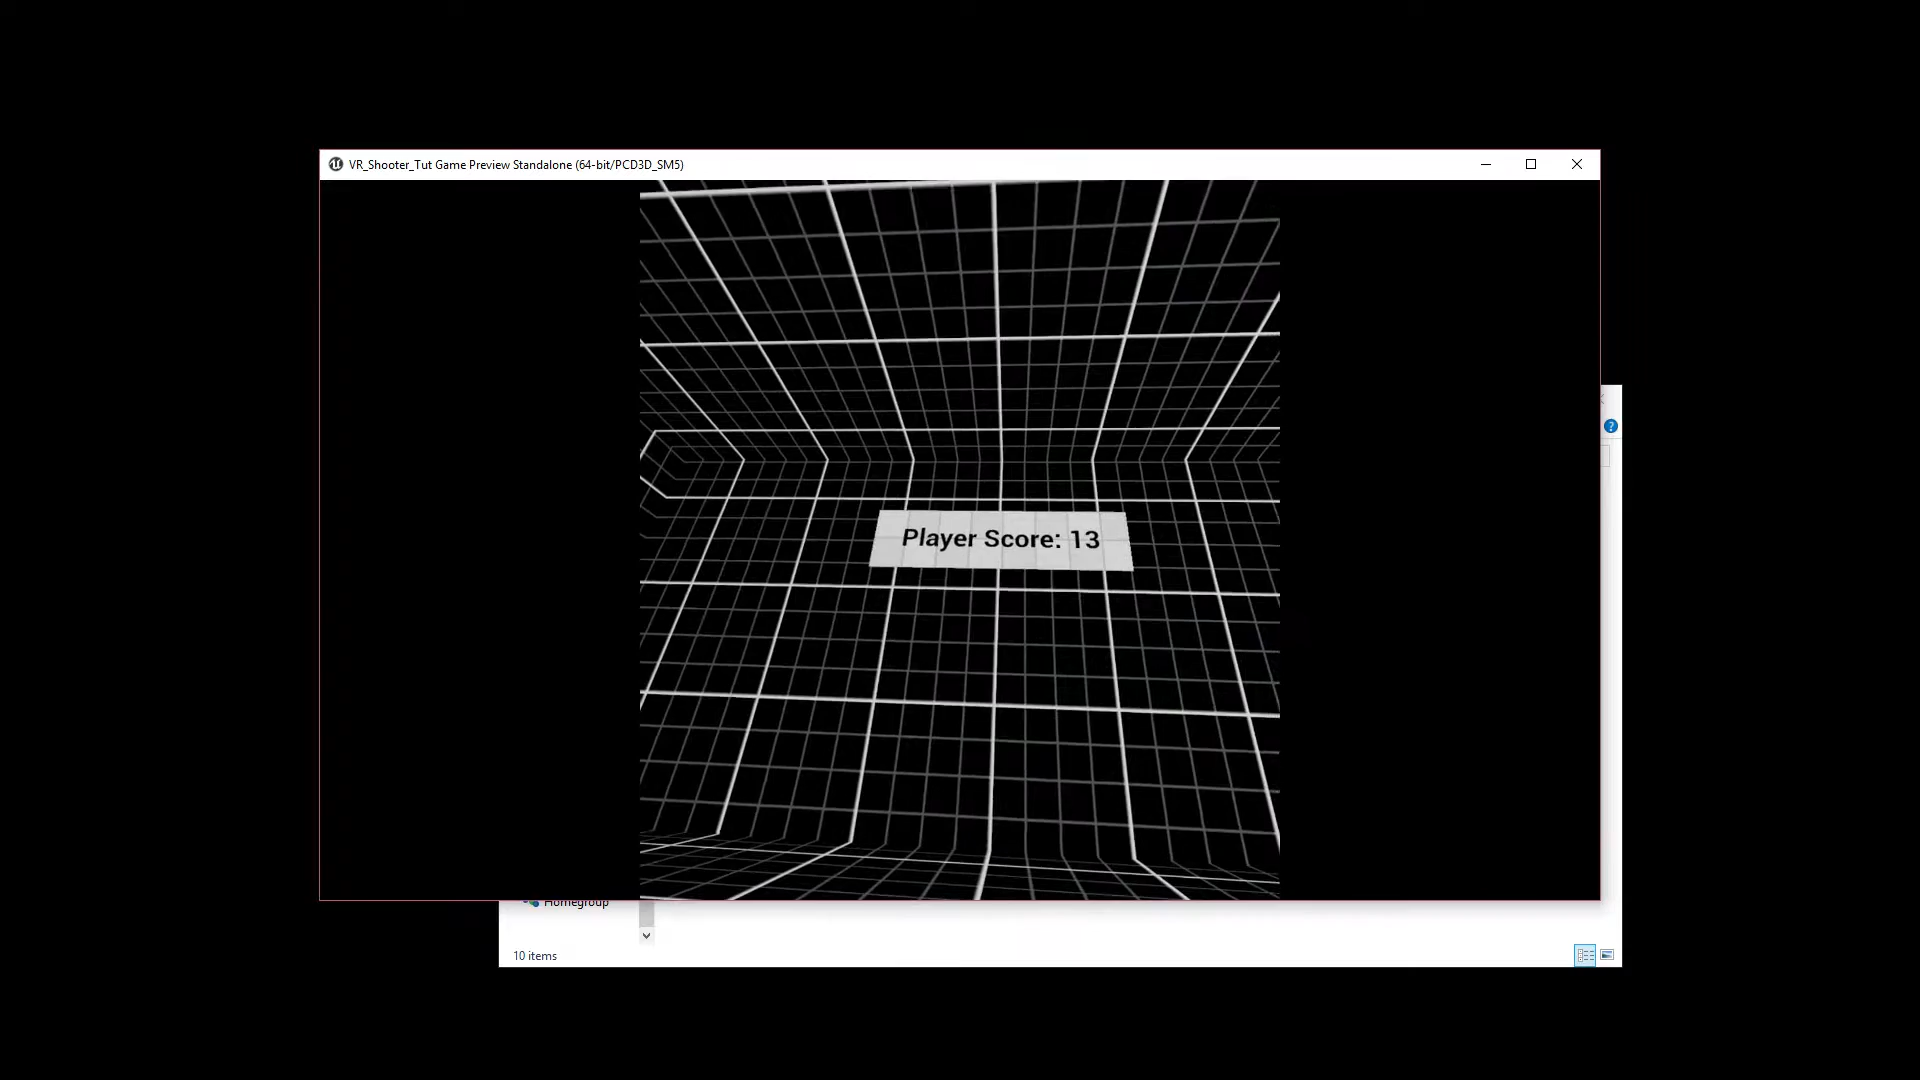 VR_Shooter_Tut Game Preview Standalone (64-bit/PCD3D_SM5)
Player Score: 13
Homegroup
10 items